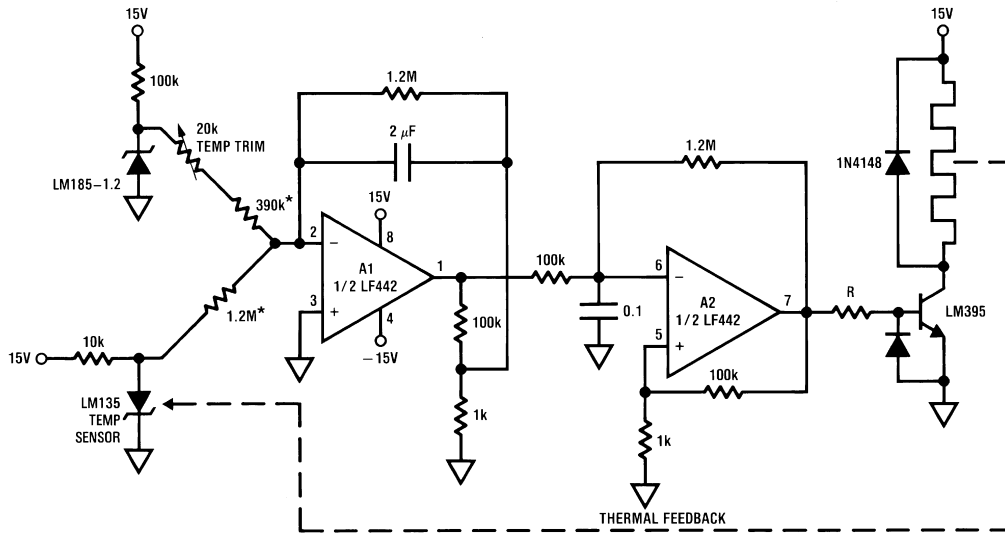 15V
100k
20k
TEMP TRIM
LM185–1.2
390k*
1.2M*
15V
10k
LM135
TEMP
SENSOR
1.2M
2 μF
15V
2
–
8
A1
1/2 LF442
1
3
+
4
–15V
100k
1k
100k
0.1
1.2M
6
–
A2
1/2 LF442
7
5
+
100k
1k
R
15V
1N4148
LM395
THERMAL FEEDBACK